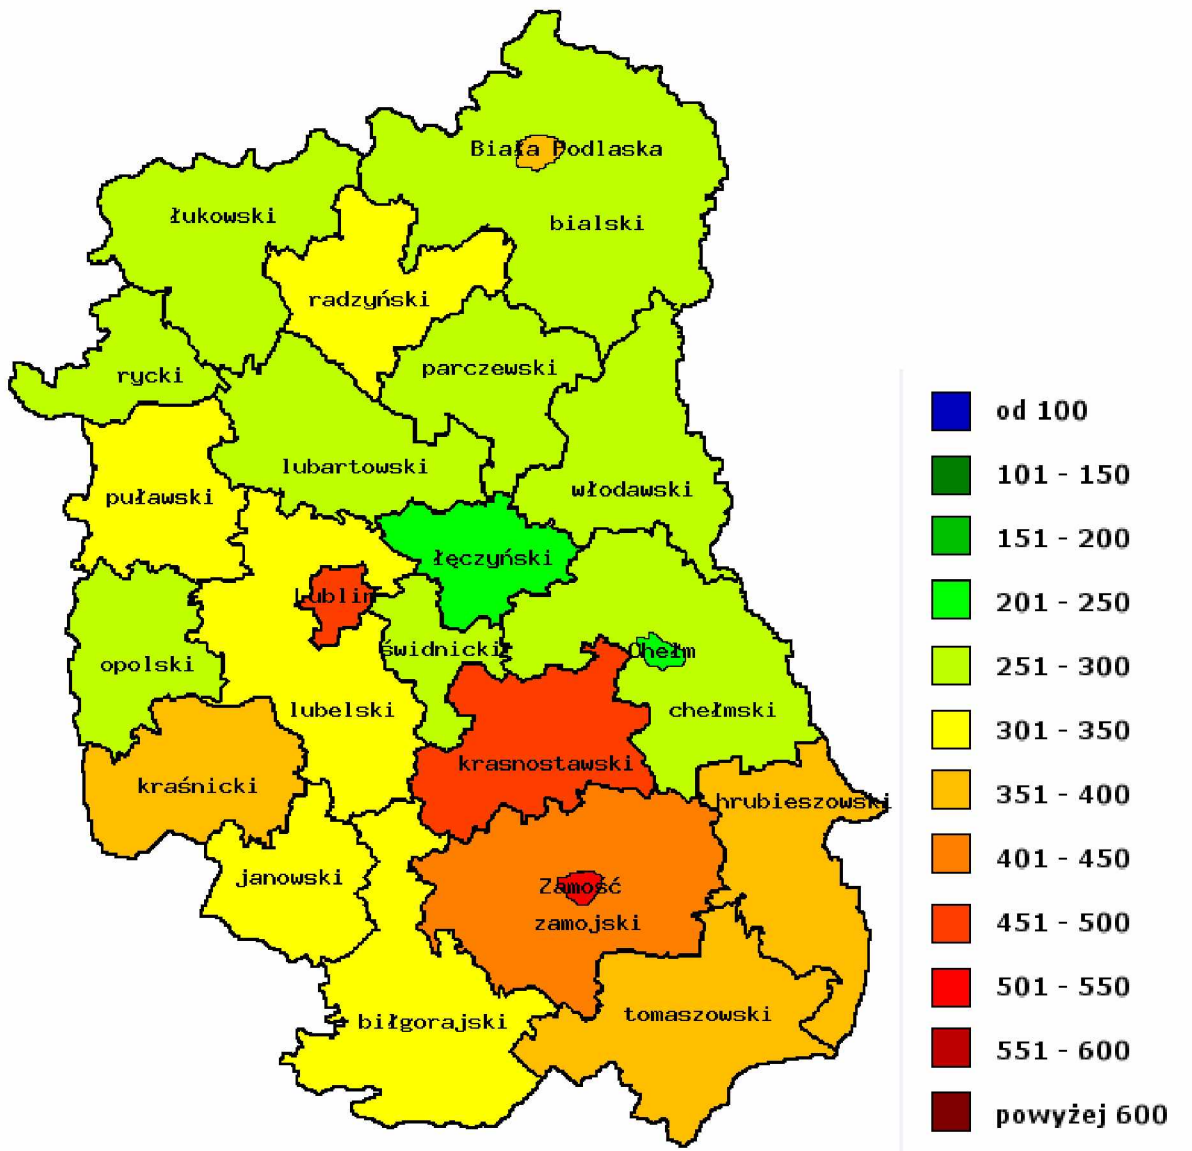 Biała Podlaska
łukowski
bialski
radzyński
rycki
parczewski
lubartowski
puławski
włodawski
łęczyński
Lublin
świdnicki
Chełm
opolski
lubelski
chełmski
krasnostawski
kraśnicki
hrubieszowski
janowski
Zamość
zamojski
biłgorajski
tomaszowski
od 100
101 - 150
151 - 200
201 - 250
251 - 300
301 - 350
351 - 400
401 - 450
451 - 500
501 - 550
551 - 600
powyżej 600